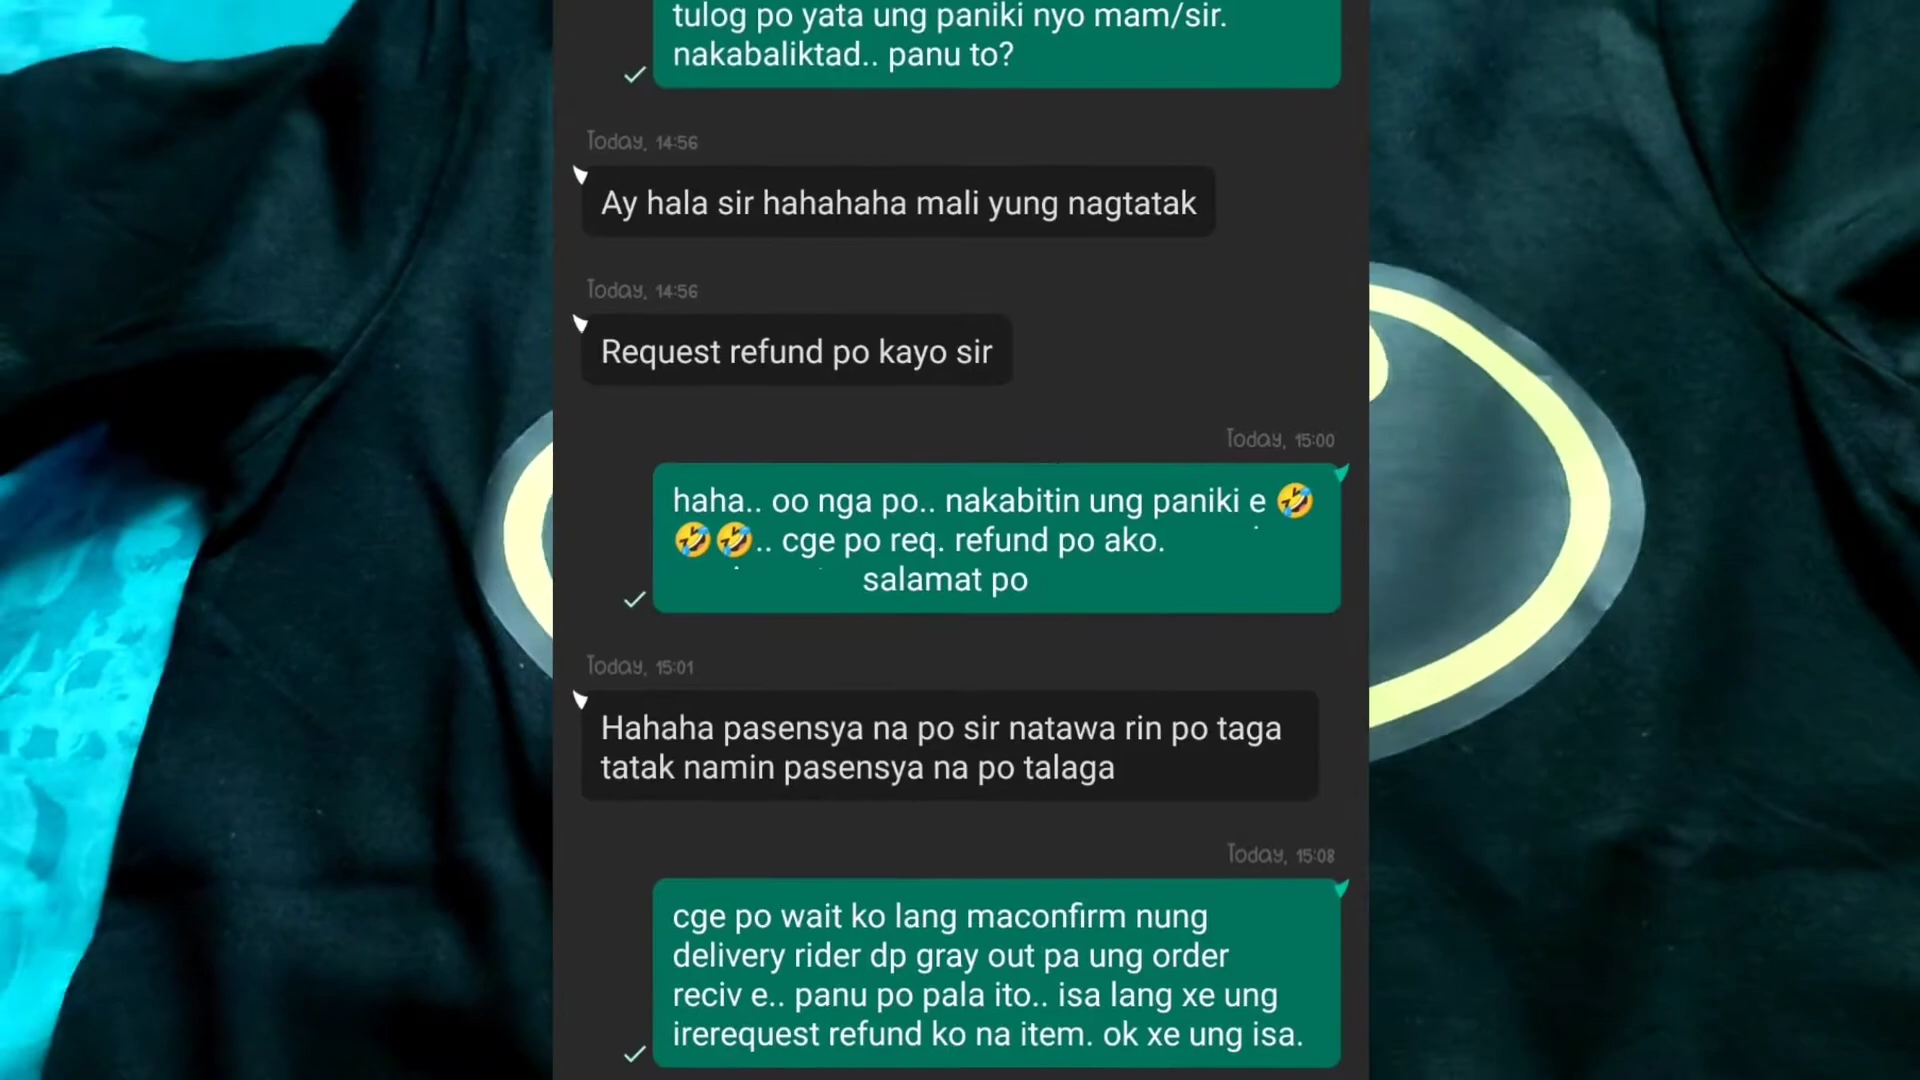 tulog po yata ung paniki nyo mam/sir.
nakabaliktad.. panu to?
Today, 14:56
Ay hala sir hahahaha mali yung nagtatak
Today, 14:56
Request refund po kayo sir
Today, 15:00
haha.. oo nga po.. nakabitin ung paniki e 🤣
🤣🤣.. cge po req. refund po ako.
salamat po
Today, 15:01
Hahaha pasensya na po sir natawa rin po taga
tatak namin pasensya na po talaga
Today, 15:08
cge po wait ko lang maconfirm nung
delivery rider dp gray out pa ung order
reciv e.. panu po pala ito.. isa lang xe ung
irerequest refund ko na item. ok xe ung isa.